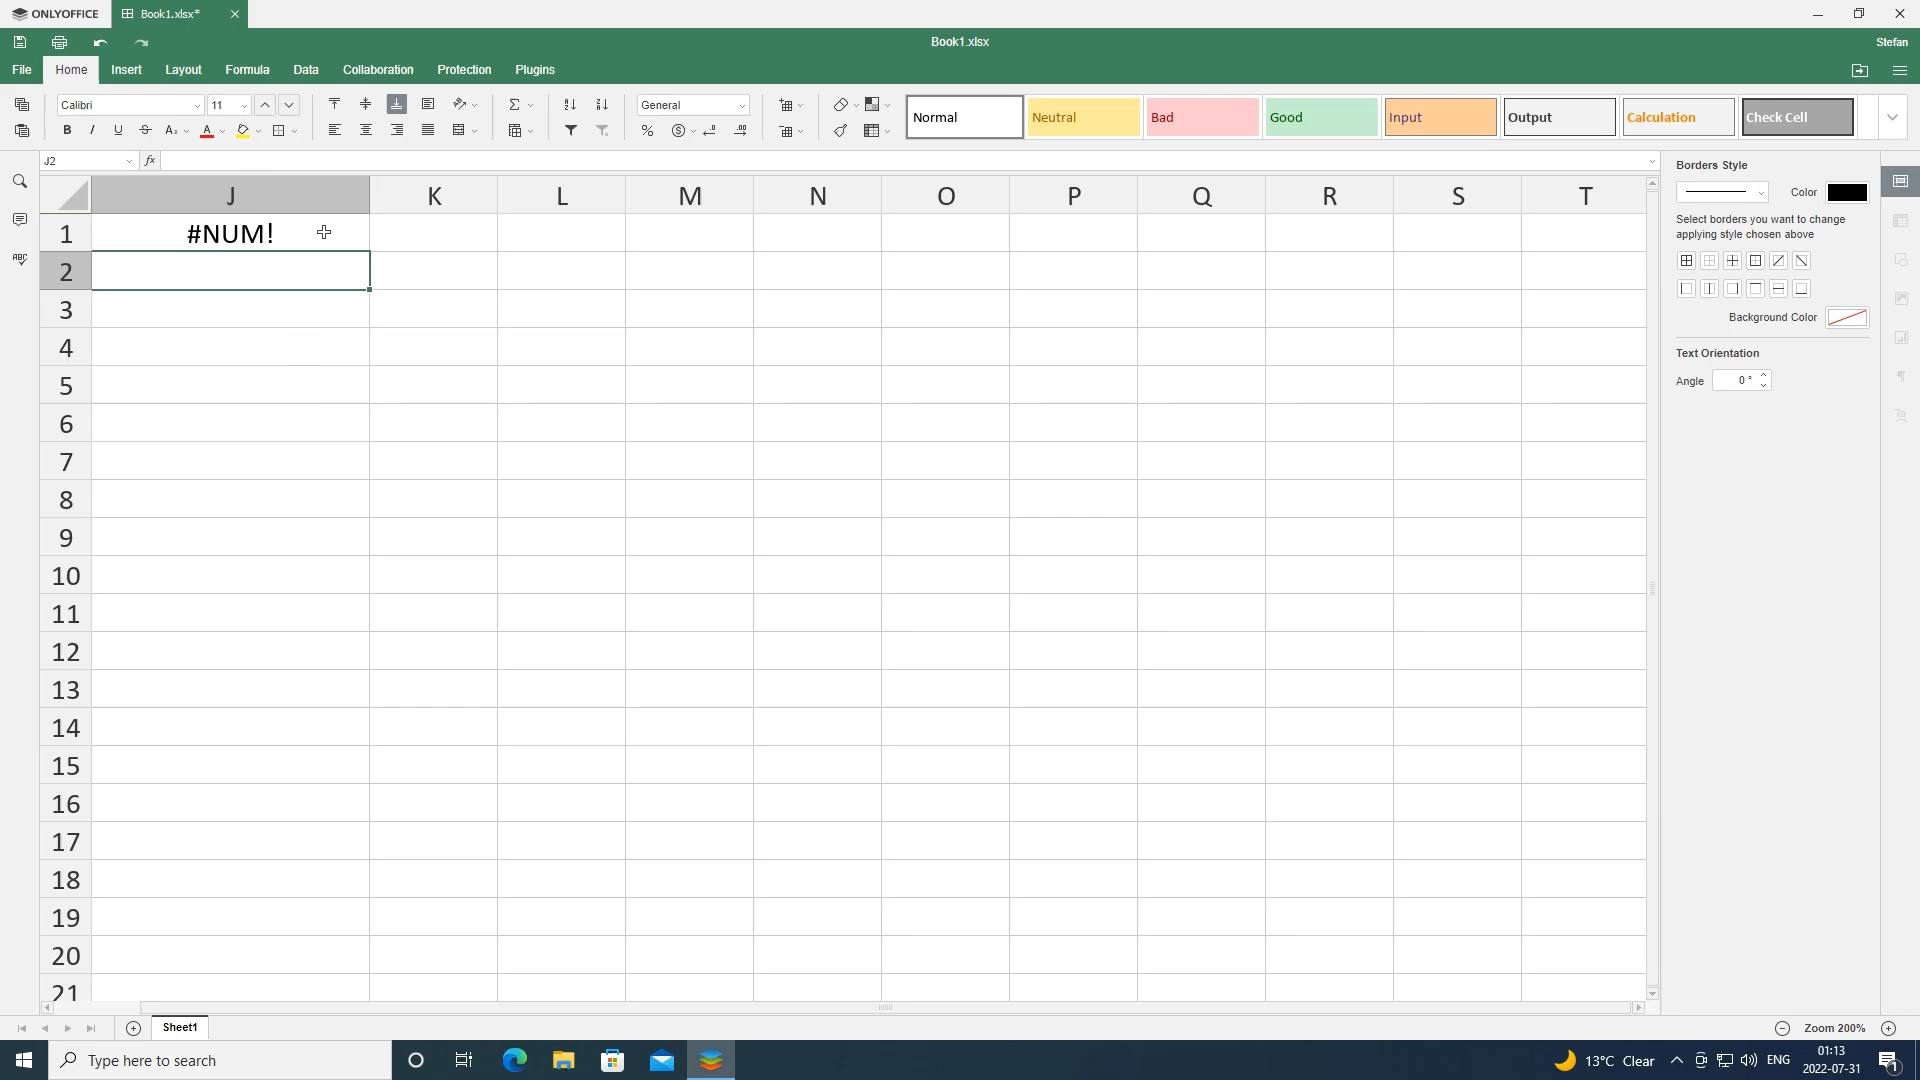 ONLYOFFICE
Book1.xlsx*
Book1.xlsx
Stefan
File Home Insert Layout Formula Data Collaboration Protection Plugins
Calibri 11 General
Normal Neutral Bad Good Input Output Calculation Check Cell
J2 fx
J K L M N O P Q R S T
1 #NUM!
2
3
4
5
6
7
8
9
10
11
12
13
14
15
16
17
18
19
20
21
Borders Style
Color
Select borders you want to change
applying style chosen above
Background Color
Text Orientation
Angle 0 °
Sheet1
Zoom 200%
Type here to search
13°C Clear
ENG
01:13
2022-07-31
1